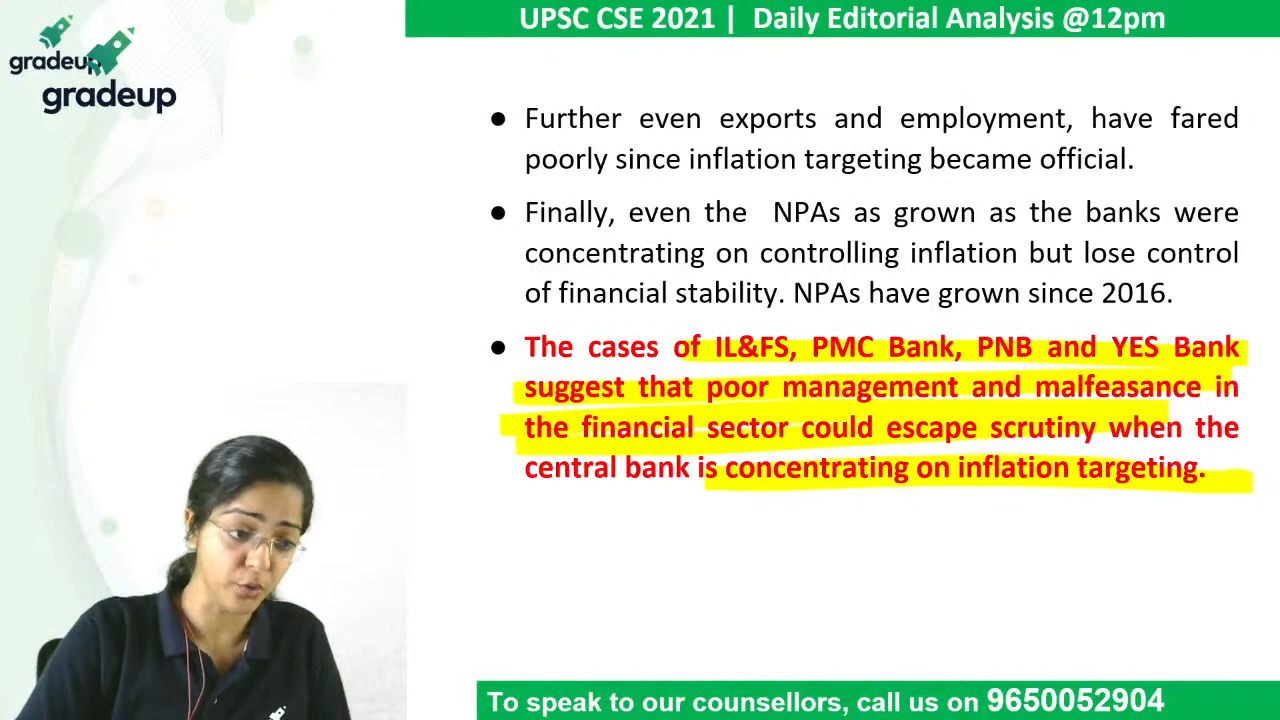 UPSC CSE 2021 | Daily Editorial Analysis @12pm
gradeup
gradeup
● Further even exports and employment, have fared
poorly since inflation targeting became official.
● Finally, even the NPAs as grown as the banks were
concentrating on controlling inflation but lose control
of financial stability. NPAs have grown since 2016.
● The cases of IL&FS, PMC Bank, PNB and YES Bank
suggest that poor management and malfeasance in
the financial sector could escape scrutiny when the
central bank is concentrating on inflation targeting.
To speak to our counsellors, call us on 9650052904